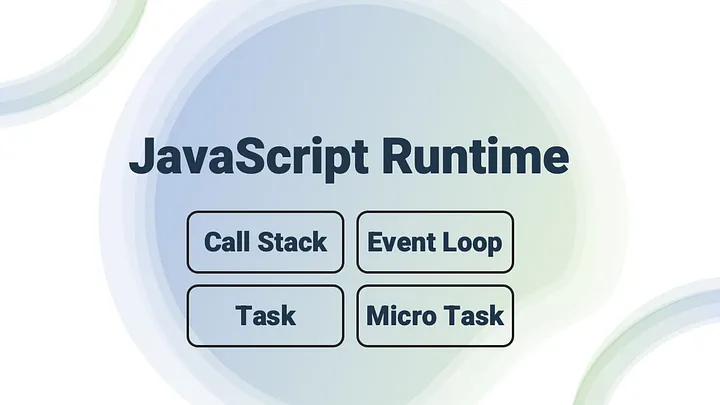 JavaScript Runtime
Call Stack
Event Loop
Task
Micro Task